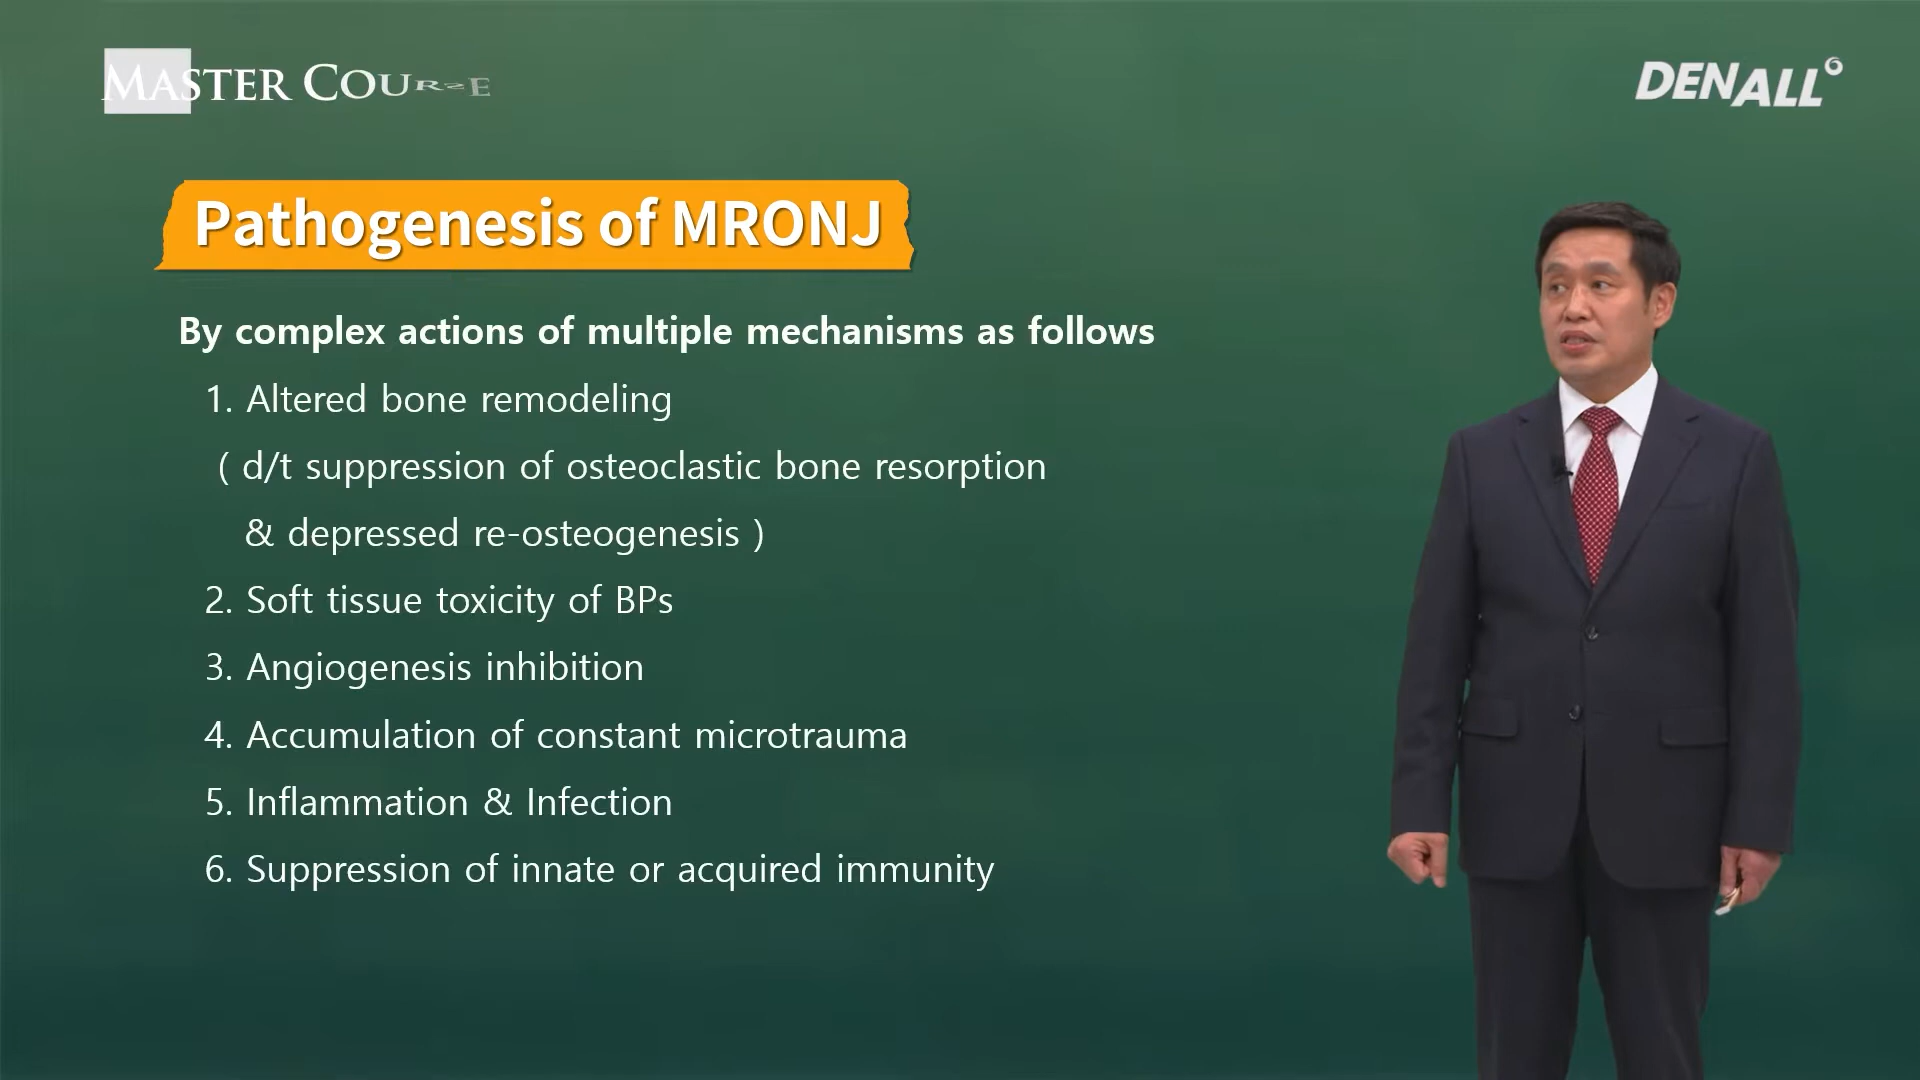 MASTER COURSE
DENALL
Pathogenesis of MRONJ
By complex actions of multiple mechanisms as follows
1. Altered bone remodeling
( d/t suppression of osteoclastic bone resorption
& depressed re-osteogenesis )
2. Soft tissue toxicity of BPs
3. Angiogenesis inhibition
4. Accumulation of constant microtrauma
5. Inflammation & Infection
6. Suppression of innate or acquired immunity